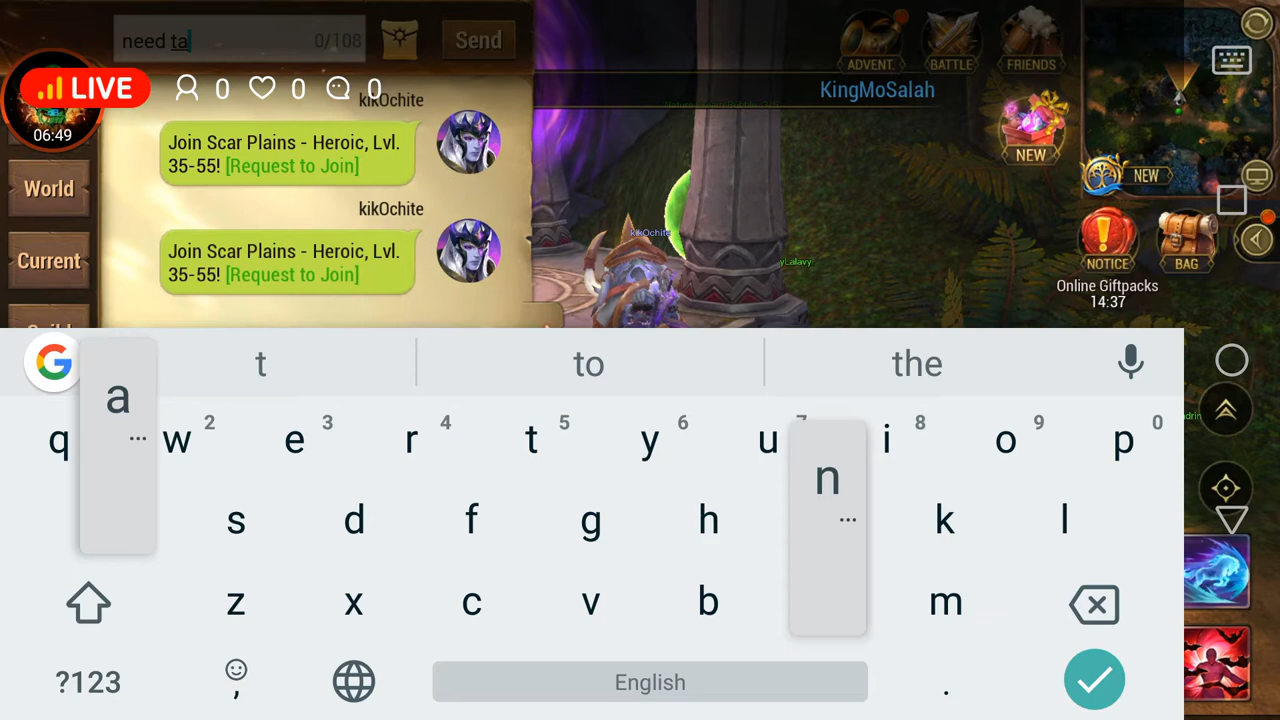 need ta
0/108
Send
LIVE
0
0
0
06:49
kikOchite
Join Scar Plains - Heroic, Lvl.
35-55! [Request to Join]
World
kikOchite
Join Scar Plains - Heroic, Lvl.
35-55! [Request to Join]
Current
ADVENT.
BATTLE
FRIENDS
KingMoSalah
NEW
NEW
kikOchite
yLalavy
NOTICE
BAG
Online Giftpacks
14:37
G
t
to
the
a
...
q
w
2
e
3
r
4
t
5
y
6
u
7
i
8
o
9
p
0
n
...
s
d
f
g
h
k
l
z
x
c
v
b
m
?123
,
English
.